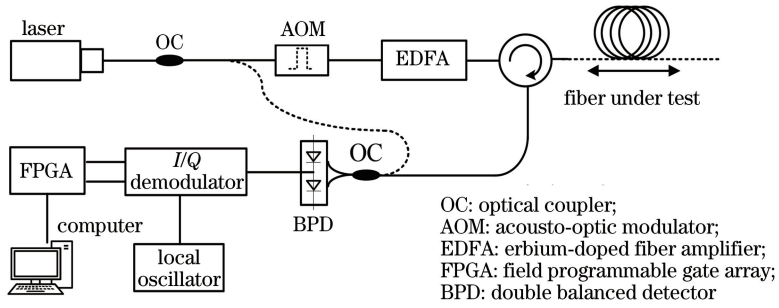 laser
OC
AOM
EDFA
fiber under test
FPGA
I/Q
demodulator
BPD
OC
computer
local
oscillator
OC: optical coupler;
AOM: acousto-optic modulator;
EDFA: erbium-doped fiber amplifier;
FPGA: field programmable gate array;
BPD: double balanced detector